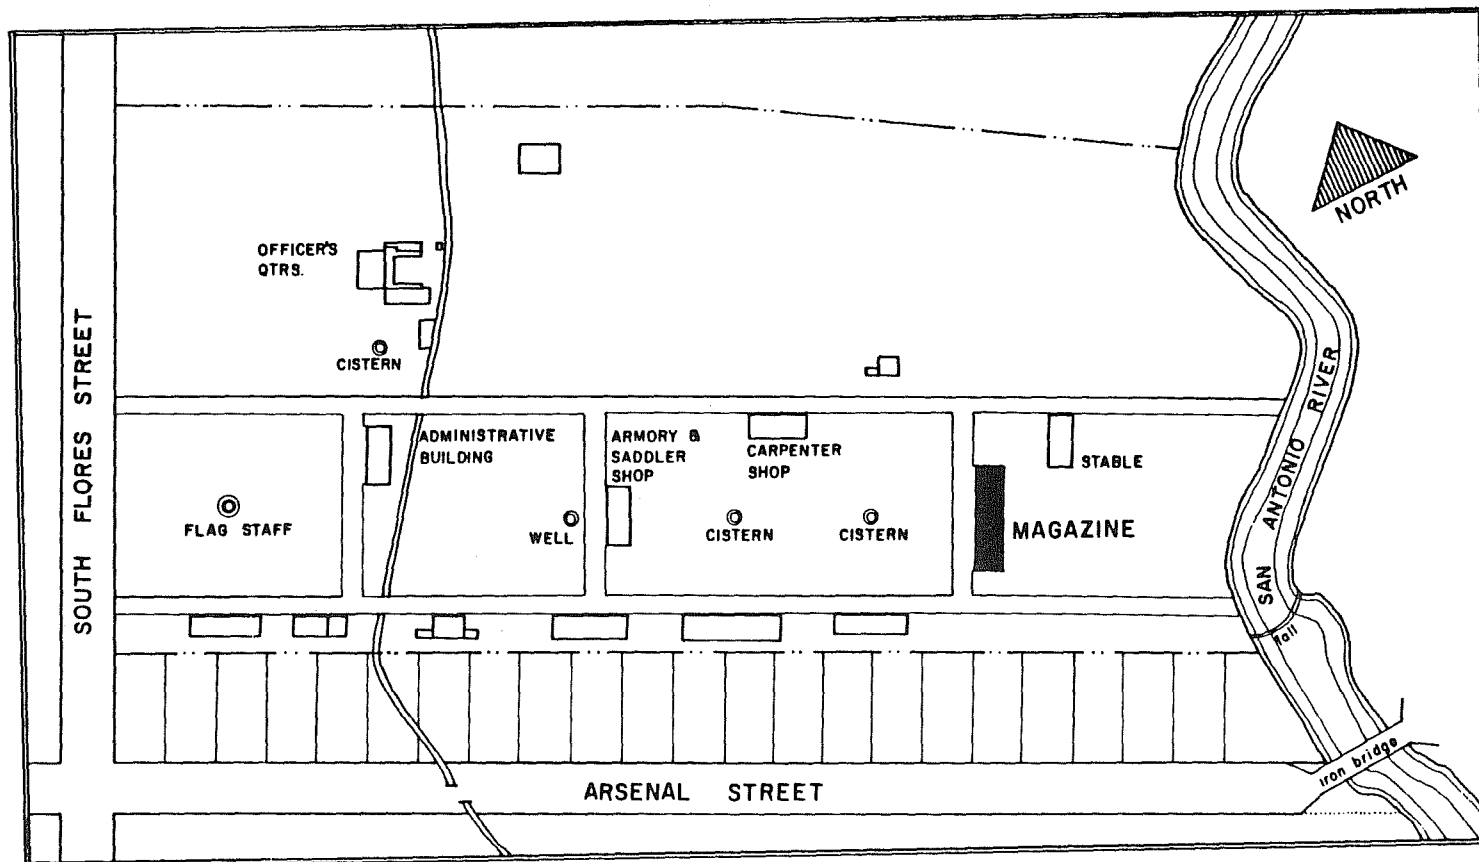 NORTH
OFFICER'S
QTRS.
CISTERN
SOUTH FLORES STREET
SAN ANTONIO RIVER
ADMINISTRATIVE
BUILDING
ARMORY &
SADDLER
SHOP
CARPENTER
SHOP
STABLE
FLAG STAFF
WELL
CISTERN
CISTERN
MAGAZINE
fall
Iron bridge
ARSENAL STREET